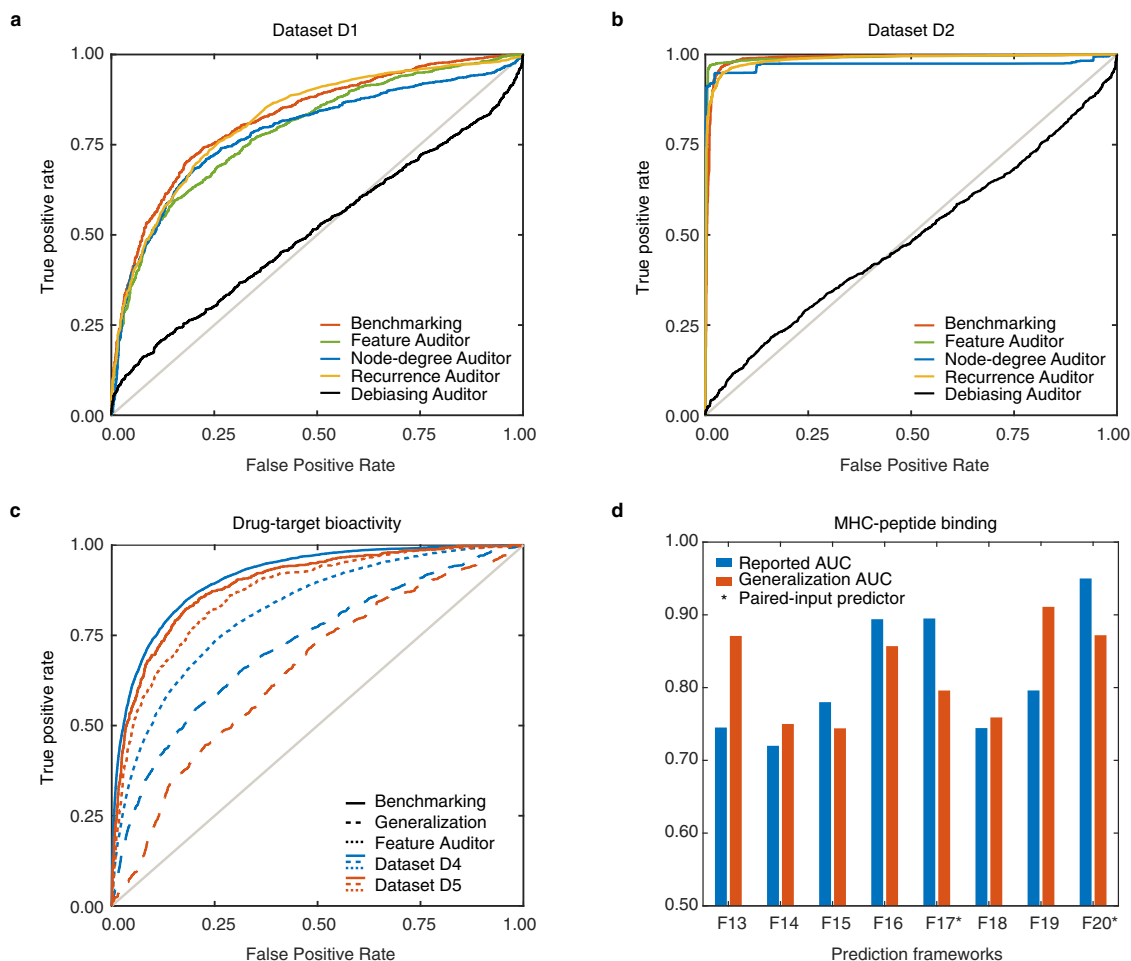 a
Dataset D1
1.00
0.75
0.50
0.25
0.00
True positive rate
Benchmarking
Feature Auditor
Node-degree Auditor
Recurrence Auditor
Debiasing Auditor
0.00 0.25 0.50 0.75 1.00
False Positive Rate
b
Dataset D2
1.00
0.75
0.50
0.25
0.00
True positive rate
Benchmarking
Feature Auditor
Node-degree Auditor
Recurrence Auditor
Debiasing Auditor
0.00 0.25 0.50 0.75 1.00
False Positive Rate
c
Drug-target bioactivity
1.00
0.75
0.50
0.25
0.00
True positive rate
Benchmarking
Generalization
Feature Auditor
Dataset D4
Dataset D5
0.00 0.25 0.50 0.75 1.00
False Positive Rate
d
MHC-peptide binding
1.00
0.90
0.80
0.70
0.60
0.50
Reported AUC
Generalization AUC
* Paired-input predictor
F13 F14 F15 F16 F17* F18 F19 F20*
Prediction frameworks